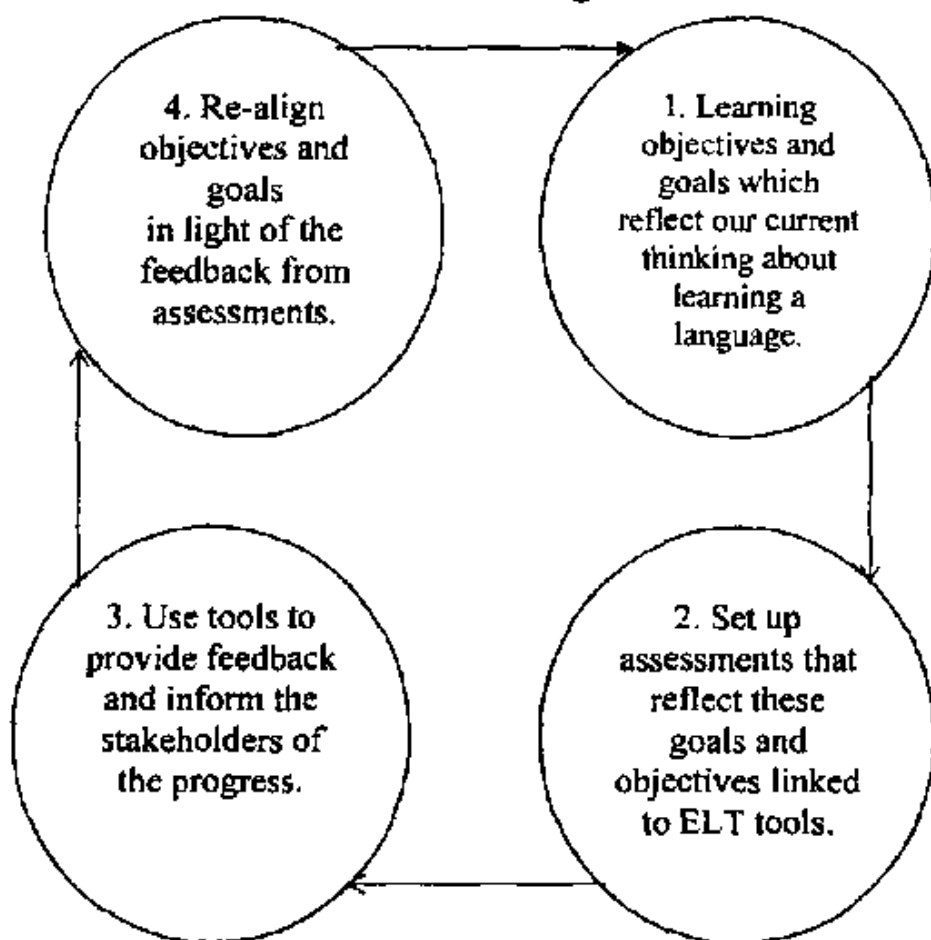 1. Learning
objectives and
goals which
reflect our current
thinking about
learning a
language.
2. Set up
assessments that
reflect these
goals and
objectives linked
to ELT tools.
3. Use tools to
provide feedback
and inform the
stakeholders of
the progress.
4. Re-align
objectives and
goals
in light of the
feedback from
assessments.